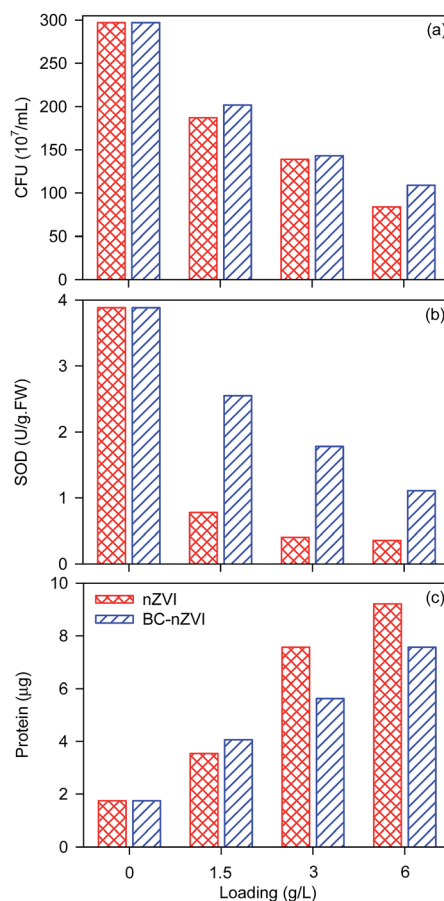 (a)
300
250
200
150
100
50
0
CFU (10⁷/mL)
(b)
4
3
2
1
0
SOD (U/g.FW)
(c)
nZVI
BC-nZVI
10
8
6
4
2
0
Protein (µg)
0 1.5 3 6
Loading (g/L)